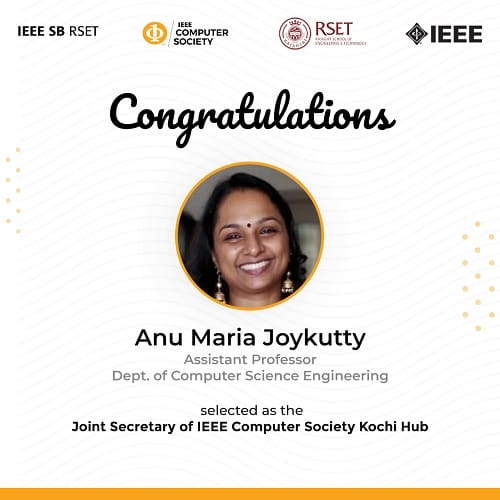 IEEE SB RSET
IEEE
COMPUTER
SOCIETY
RSET
RAJAGIRI SCHOOL OF
ENGINEERING & TECHNOLOGY
IEEE
Congratulations
Anu Maria Joykutty
Assistant Professor
Dept. of Computer Science Engineering
selected as the
Joint Secretary of IEEE Computer Society Kochi Hub